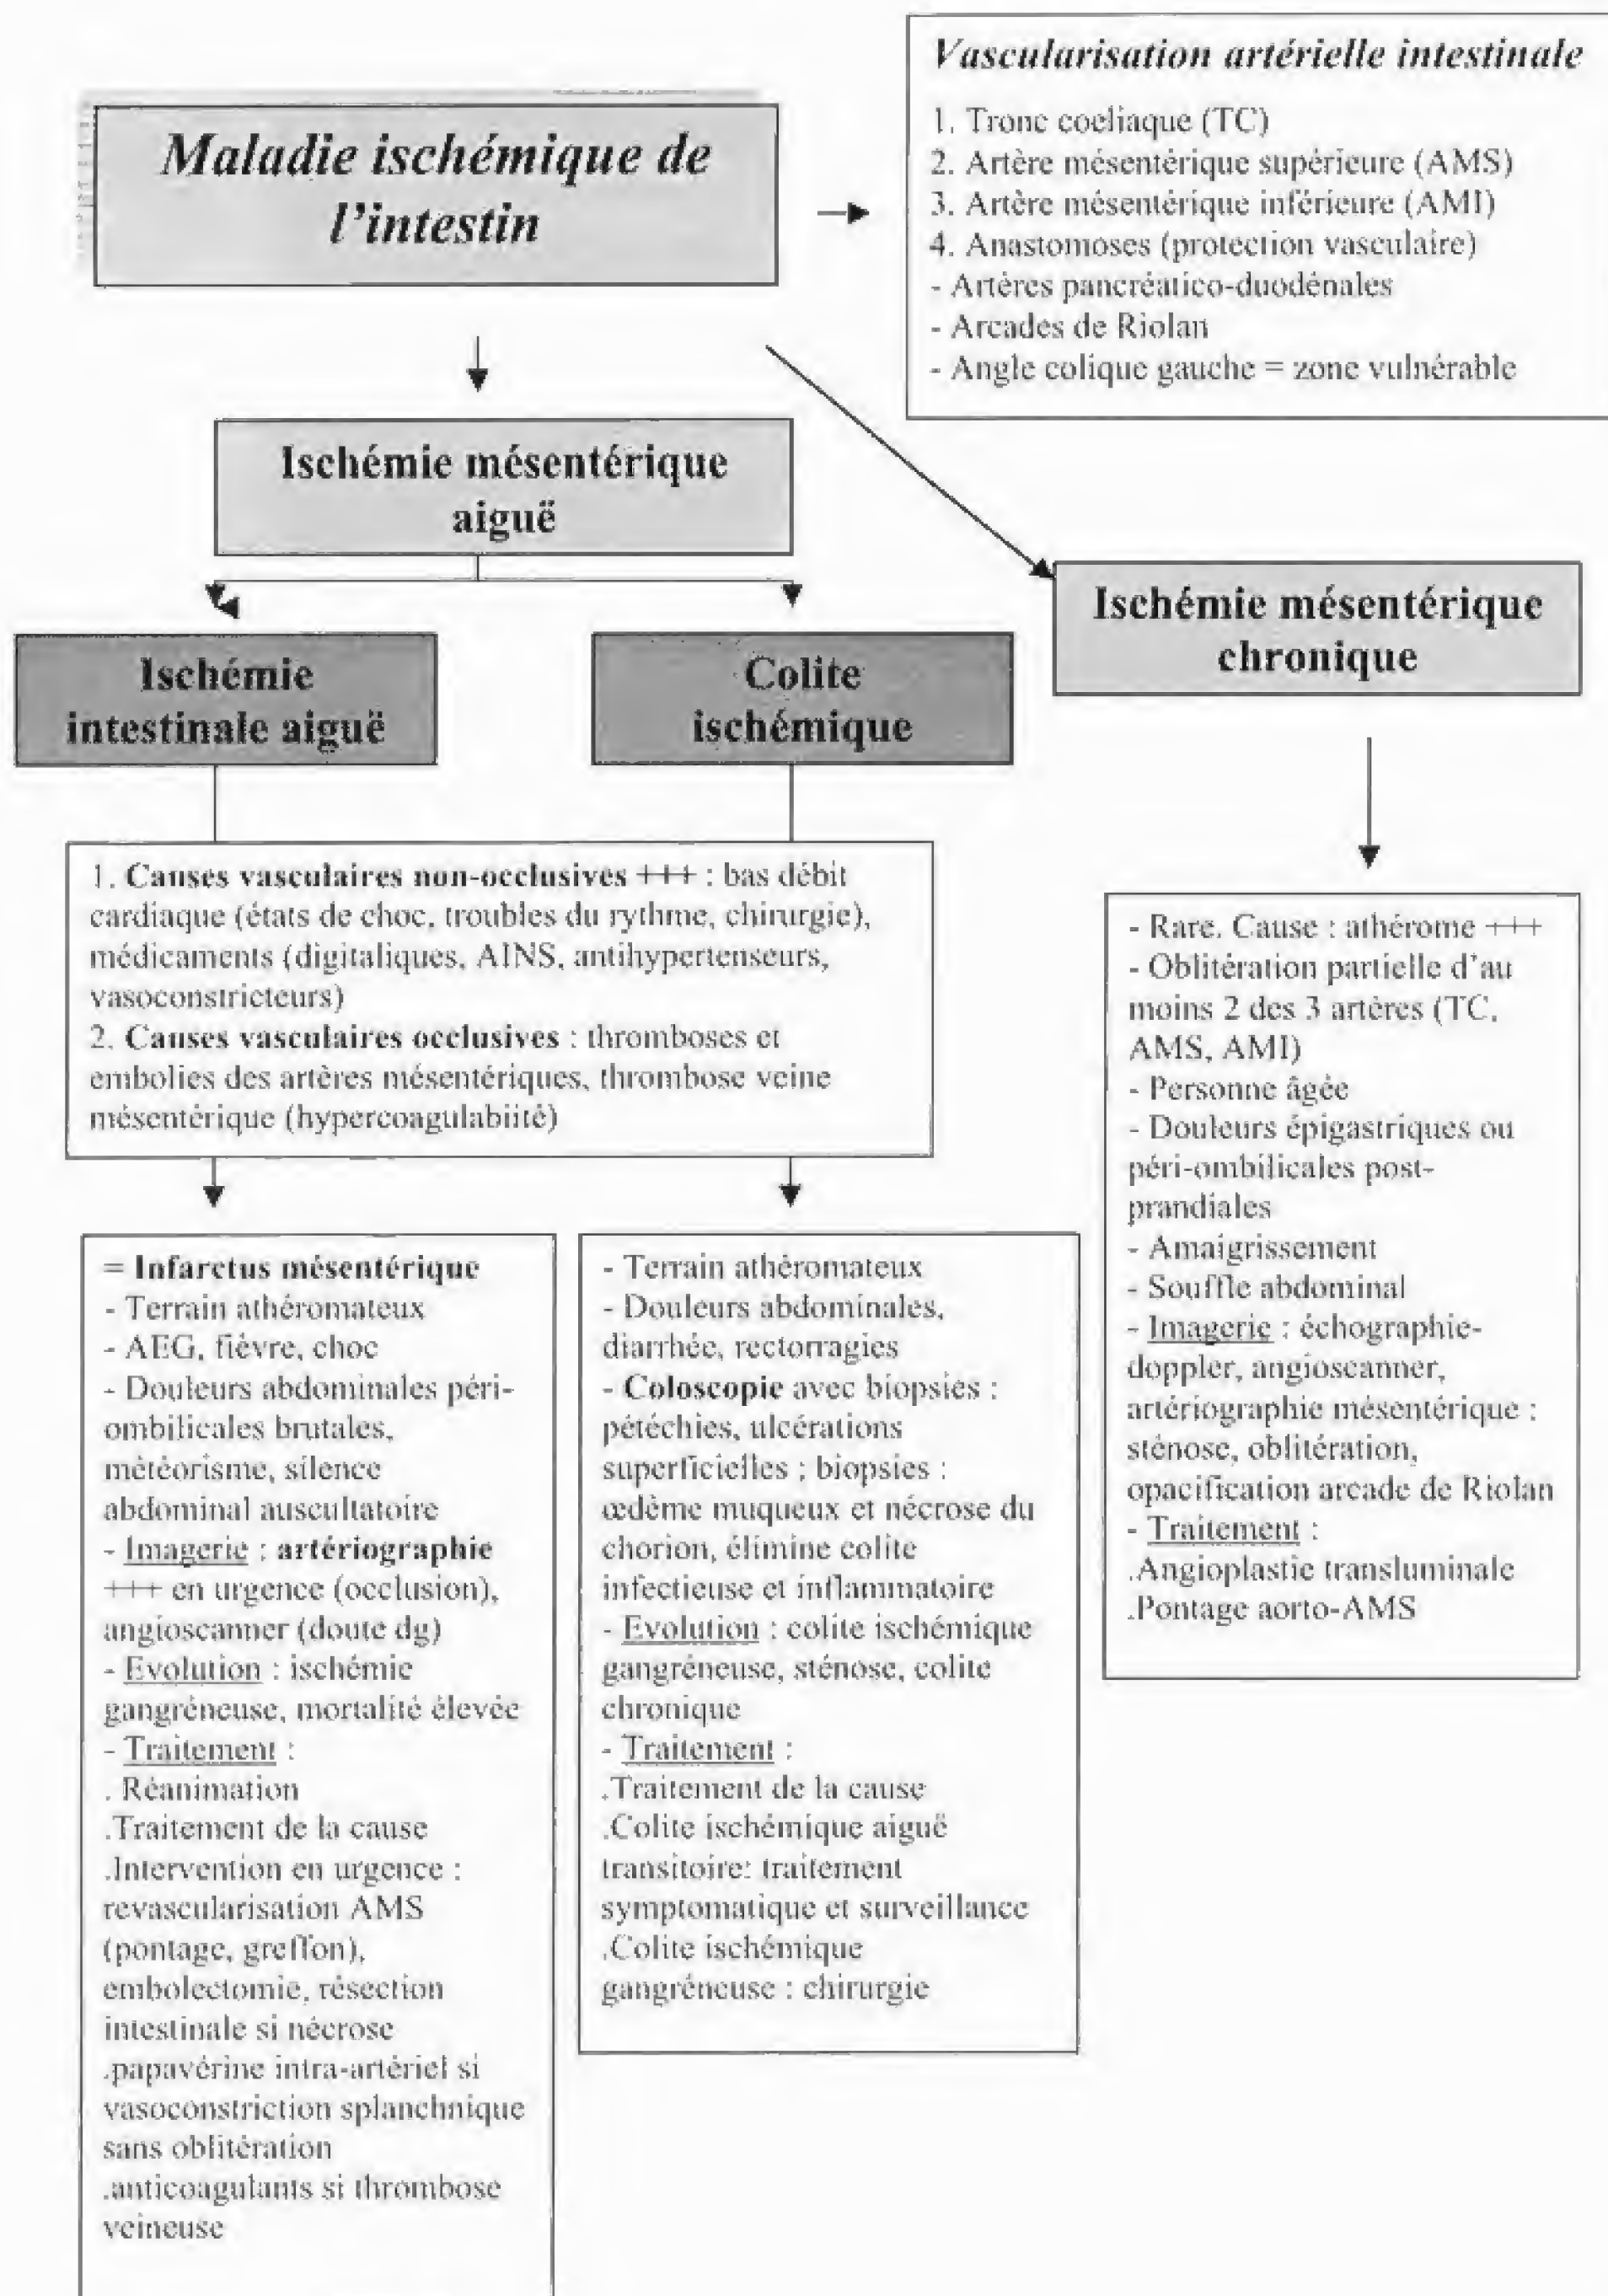 Maladie ischémique de
l'intestin
Vascularisation artérielle intestinale
1. Tronc coeliaque (TC)
2. Artère mésentérique supérieure (AMS)
3. Artère mésentérique inférieure (AMI)
4. Anastomoses (protection vasculaire)
- Artères pancréatico-duodénales
- Arcades de Riolan
- Angle colique gauche = zone vulnérable
Ischémie mésentérique
aiguë
Ischémie
intestinale aiguë
Colite
ischémique
Ischémie mésentérique
chronique
1. Causes vasculaires non-occlusives +++ : bas débit
cardiaque (états de choc, troubles du rythme, chirurgie),
médicaments (digitaliques, AINS, antihypertenseurs,
vasoconstricteurs)
2. Causes vasculaires occlusives : thromboses et
embolies des artères mésentériques, thrombose veine
mésentérique (hypercoagulabiité)
= Infarctus mésentérique
- Terrain athéromateux
- AEG, fièvre, choc
- Douleurs abdominales péri-
ombilicales brutales,
météorisme, silence
abdominal auscultatoire
- Imagerie : artériographie
+++ en urgence (occlusion),
angioscanner (doute dg)
- Evolution : ischémie
gangréneuse, mortalité élevée
- Traitement :
. Réanimation
.Traitement de la cause
.Intervention en urgence :
revascularisation AMS
(pontage, greffon),
embolectomie, résection
intestinale si nécrose
.papavérine intra-artériel si
vasoconstriction splanchnique
sans oblitération
.anticoagulants si thrombose
veineuse
- Terrain athéromateux
- Douleurs abdominales,
diarrhée, rectorragies
- Coloscopie avec biopsies :
pétéchies, ulcérations
superficielles ; biopsies :
œdème muqueux et nécrose du
chorion, élimine colite
infectieuse et inflammatoire
- Evolution : colite ischémique
gangréneuse, sténose, colite
chronique
- Traitement :
.Traitement de la cause
.Colite ischémique aiguë
transitoire: traitement
symptomatique et surveillance
.Colite ischémique
gangréneuse : chirurgie
- Rare. Cause : athérome +++
- Oblitération partielle d'au
moins 2 des 3 artères (TC,
AMS, AMI)
- Personne âgée
- Douleurs épigastriques ou
péri-ombilicales post-
prandiales
- Amaigrissement
- Souffle abdominal
- Imagerie : échographie-
doppler, angioscanner,
artériographie mésentérique :
sténose, oblitération,
opacification arcade de Riolan
- Traitement :
.Angioplastie transluminale
.Pontage aorto-AMS